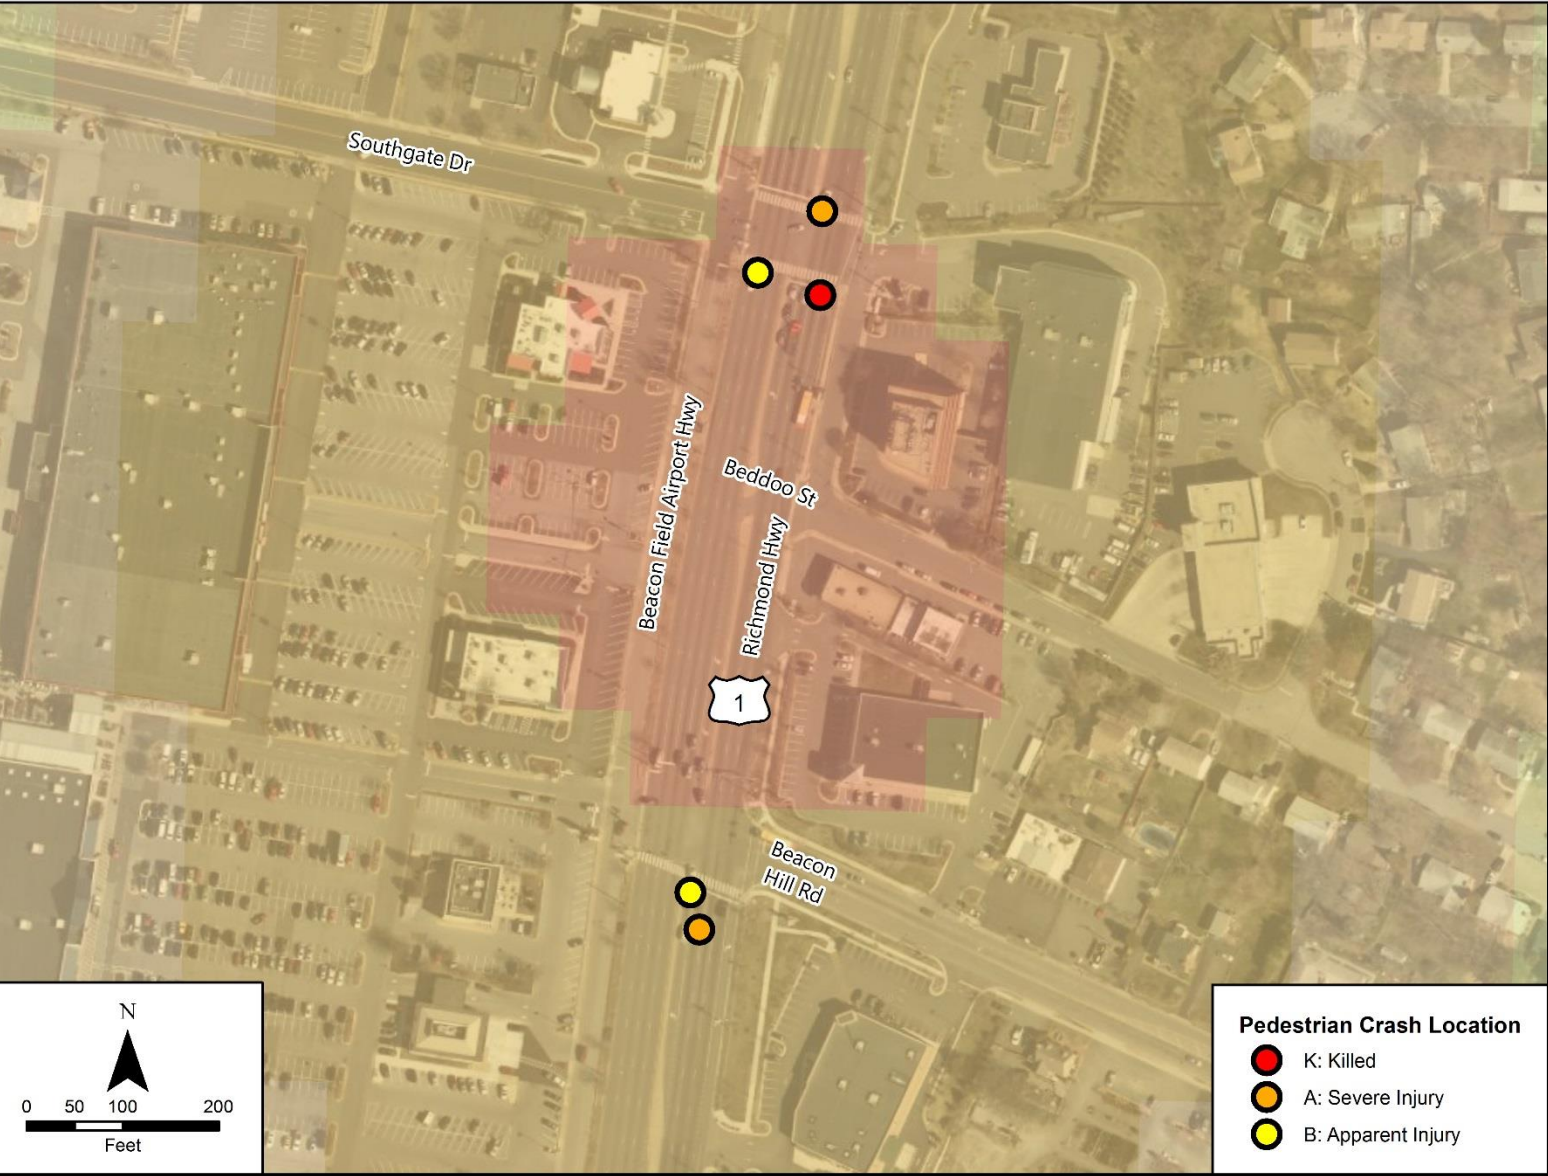 Southgate Dr
Beacon Field Airport Hwy
Beddoo St
Richmond Hwy
1
Beacon
Hill Rd
N
0 50 100 200
Feet
Pedestrian Crash Location
K: Killed
A: Severe Injury
B: Apparent Injury